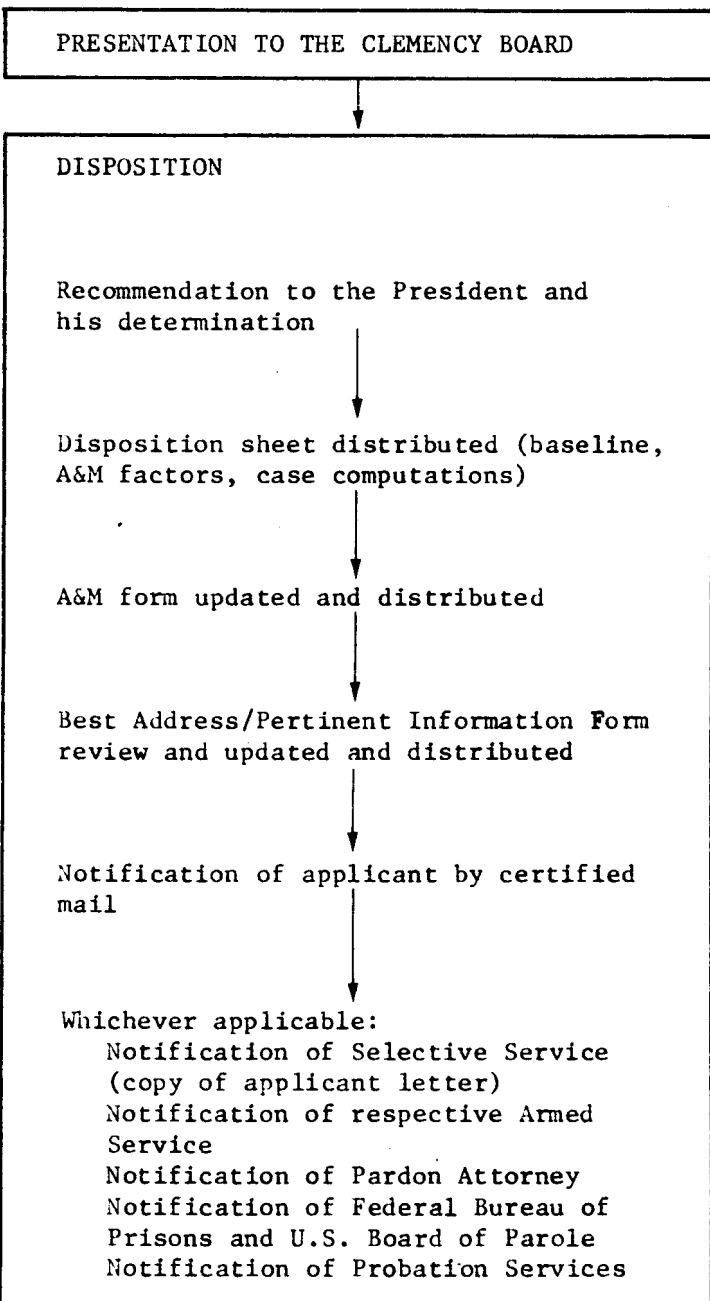 PRESENTATION TO THE CLEMENCY BOARD
DISPOSITION
Recommendation to the President and
his determination
Disposition sheet distributed (baseline,
A&M factors, case computations)
A&M form updated and distributed
Best Address/Pertinent Information Form
review and updated and distributed
Notification of applicant by certified
mail
Whichever applicable:
Notification of Selective Service
(copy of applicant letter)
Notification of respective Armed
Service
Notification of Pardon Attorney
Notification of Federal Bureau of
Prisons and U.S. Board of Parole
Notification of Probation Services